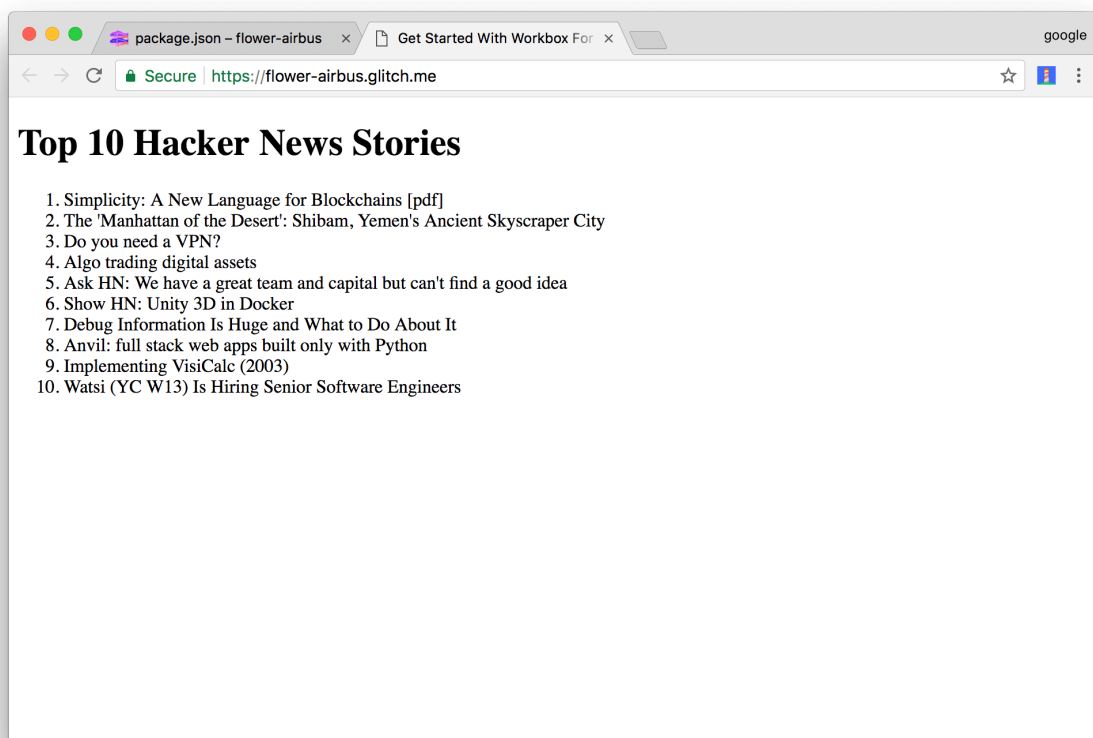 package.json – flower-airbus
Get Started With Workbox For
google
Secure https://flower-airbus.glitch.me
Top 10 Hacker News Stories
1. Simplicity: A New Language for Blockchains [pdf]
2. The 'Manhattan of the Desert': Shibam, Yemen's Ancient Skyscraper City
3. Do you need a VPN?
4. Algo trading digital assets
5. Ask HN: We have a great team and capital but can't find a good idea
6. Show HN: Unity 3D in Docker
7. Debug Information Is Huge and What to Do About It
8. Anvil: full stack web apps built only with Python
9. Implementing VisiCalc (2003)
10. Watsi (YC W13) Is Hiring Senior Software Engineers